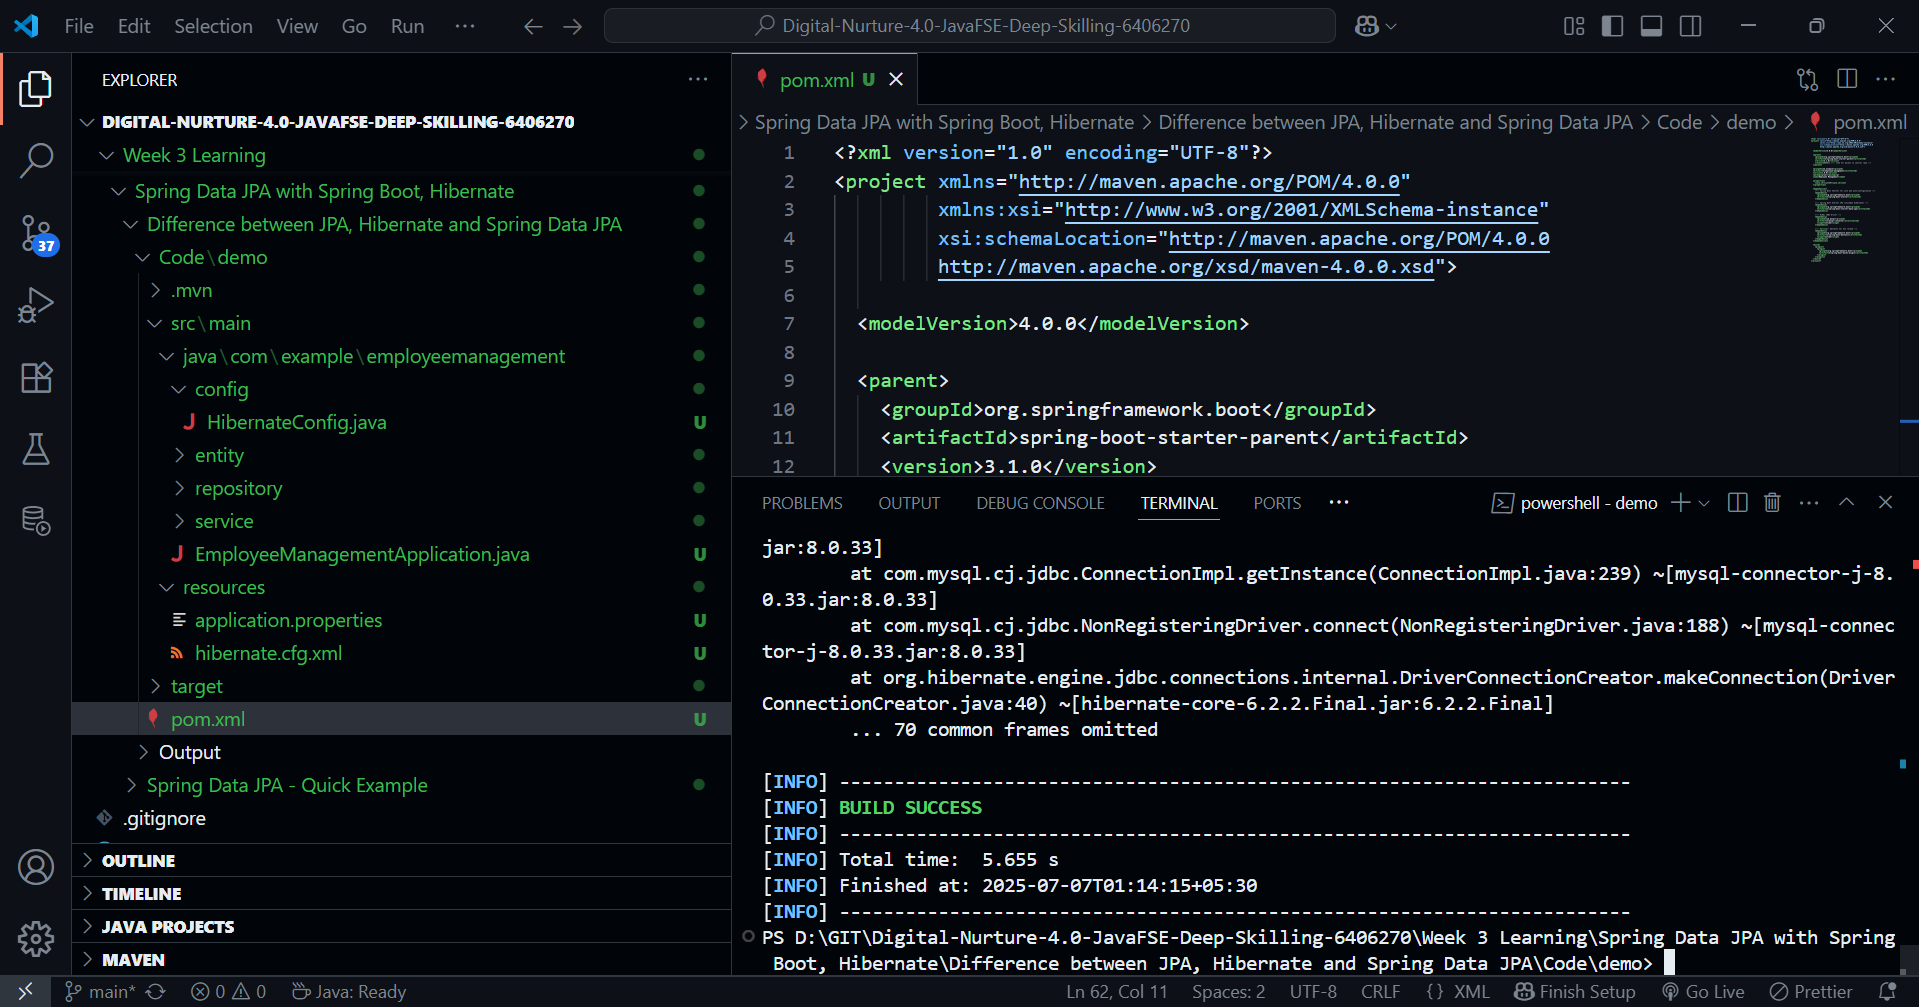 File Edit Selection View Go Run ··· Digital-Nurture-4.0-JavaFSE-Deep-Skilling-6406270
EXPLORER
DIGITAL-NURTURE-4.0-JAVAFSE-DEEP-SKILLING-6406270
Week 3 Learning
Spring Data JPA with Spring Boot, Hibernate
Difference between JPA, Hibernate and Spring Data JPA
Code\demo
.mvn
src\main
java\com\example\employeemanagement
config
HibernateConfig.java U
entity
repository
service
EmployeeManagementApplication.java U
resources
application.properties U
hibernate.cfg.xml U
target
pom.xml U
Output
Spring Data JPA - Quick Example
.gitignore
OUTLINE
TIMELINE
JAVA PROJECTS
MAVEN
37
pom.xml U
> Spring Data JPA with Spring Boot, Hibernate > Difference between JPA, Hibernate and Spring Data JPA > Code > demo > pom.xml
1 <?xml version="1.0" encoding="UTF-8"?>
2 <project xmlns="http://maven.apache.org/POM/4.0.0"
3 xmlns:xsi="http://www.w3.org/2001/XMLSchema-instance"
4 xsi:schemaLocation="http://maven.apache.org/POM/4.0.0
5 http://maven.apache.org/xsd/maven-4.0.0.xsd">
6
7 <modelVersion>4.0.0</modelVersion>
8
9 <parent>
10 <groupId>org.springframework.boot</groupId>
11 <artifactId>spring-boot-starter-parent</artifactId>
12 <version>3.1.0</version>
PROBLEMS OUTPUT DEBUG CONSOLE TERMINAL PORTS ··· powershell - demo
jar:8.0.33]
at com.mysql.cj.jdbc.ConnectionImpl.getInstance(ConnectionImpl.java:239) ~[mysql-connector-j-8.
0.33.jar:8.0.33]
at com.mysql.cj.jdbc.NonRegisteringDriver.connect(NonRegisteringDriver.java:188) ~[mysql-connec
tor-j-8.0.33.jar:8.0.33]
at org.hibernate.engine.jdbc.connections.internal.DriverConnectionCreator.makeConnection(Driver
ConnectionCreator.java:40) ~[hibernate-core-6.2.2.Final.jar:6.2.2.Final]
... 70 common frames omitted
[INFO] ------------------------------------------------------------------------
[INFO] BUILD SUCCESS
[INFO] ------------------------------------------------------------------------
[INFO] Total time:  5.655 s
[INFO] Finished at: 2025-07-07T01:14:15+05:30
[INFO] ------------------------------------------------------------------------
PS D:\GIT\Digital-Nurture-4.0-JavaFSE-Deep-Skilling-6406270\Week 3 Learning\Spring Data JPA with Spring
Boot, Hibernate\Difference between JPA, Hibernate and Spring Data JPA\Code\demo>
main* 0 0 Java: Ready Ln 62, Col 11 Spaces: 2 UTF-8 CRLF {} XML Finish Setup Go Live Prettier